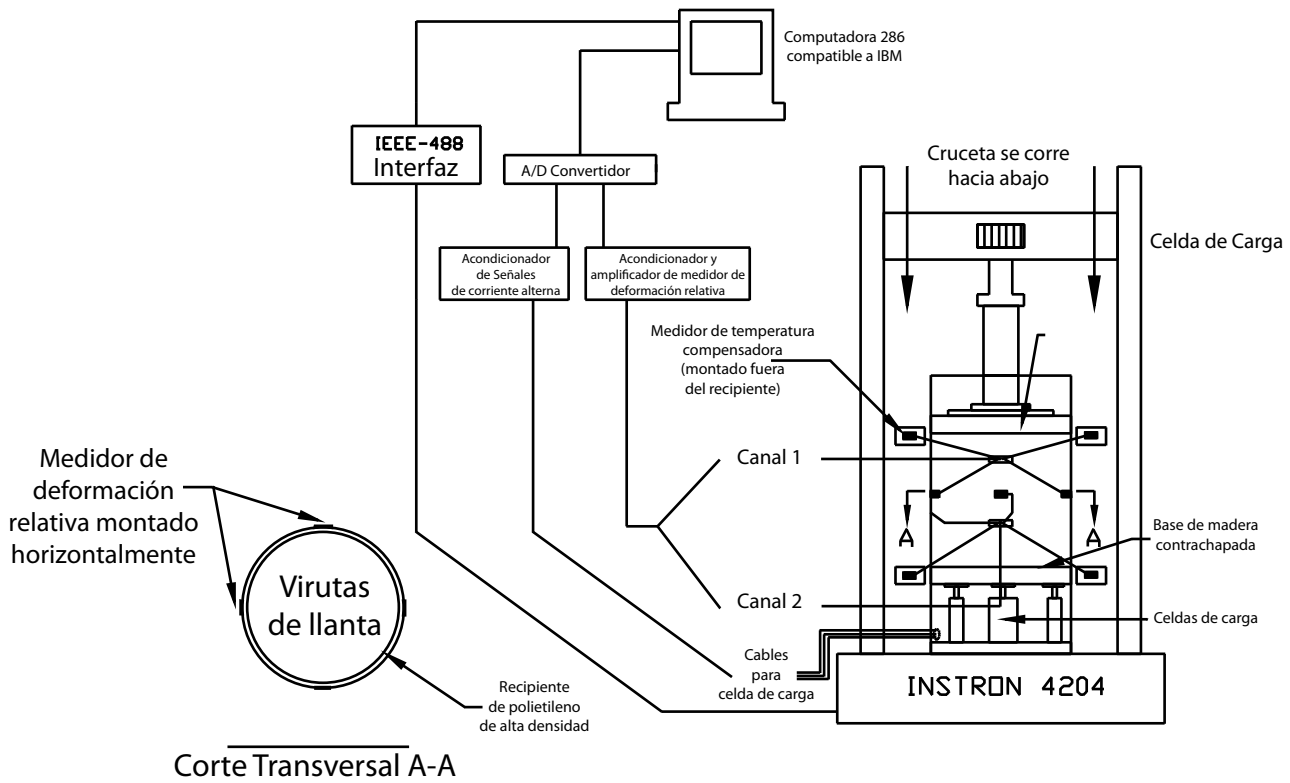 Computadora 286
compatible a IBM
IEEE-488
Interfaz
A/D Convertidor
Cruceta se corre
hacia abajo
Celda de Carga
Acondicionador
de Señales
de corriente alterna
Acondicionador y
amplificador de medidor de
deformación relativa
Medidor de temperatura
compensadora
(montado fuera
del recipiente)
Canal 1
Medidor de
deformación
relativa montado
horizontalmente
A
A
Base de madera
contrachapada
Virutas
de llanta
Canal 2
Celdas de carga
Cables
para
celda de carga
INSTRON 4204
Recipiente
de polietileno
de alta densidad
Corte Transversal A-A